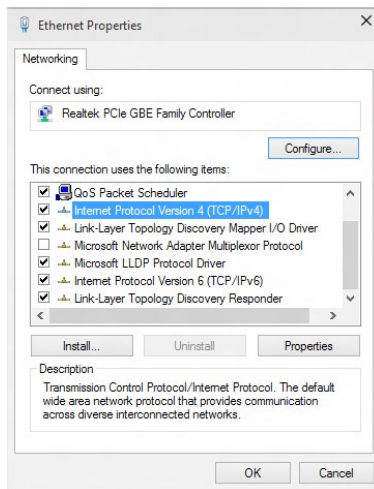 Ethernet Properties
Networking
Connect using:
Realtek PCIe GBE Family Controller
Configure...
This connection uses the following items:
QoS Packet Scheduler
Internet Protocol Version 4 (TCP/IPv4)
Link-Layer Topology Discovery Mapper I/O Driver
Microsoft Network Adapter Multiplexor Protocol
Microsoft LLDP Protocol Driver
Internet Protocol Version 6 (TCP/IPv6)
Link-Layer Topology Discovery Responder
Install... Uninstall Properties
Description
Transmission Control Protocol/Internet Protocol. The default
wide area network protocol that provides communication
across diverse interconnected networks.
OK Cancel